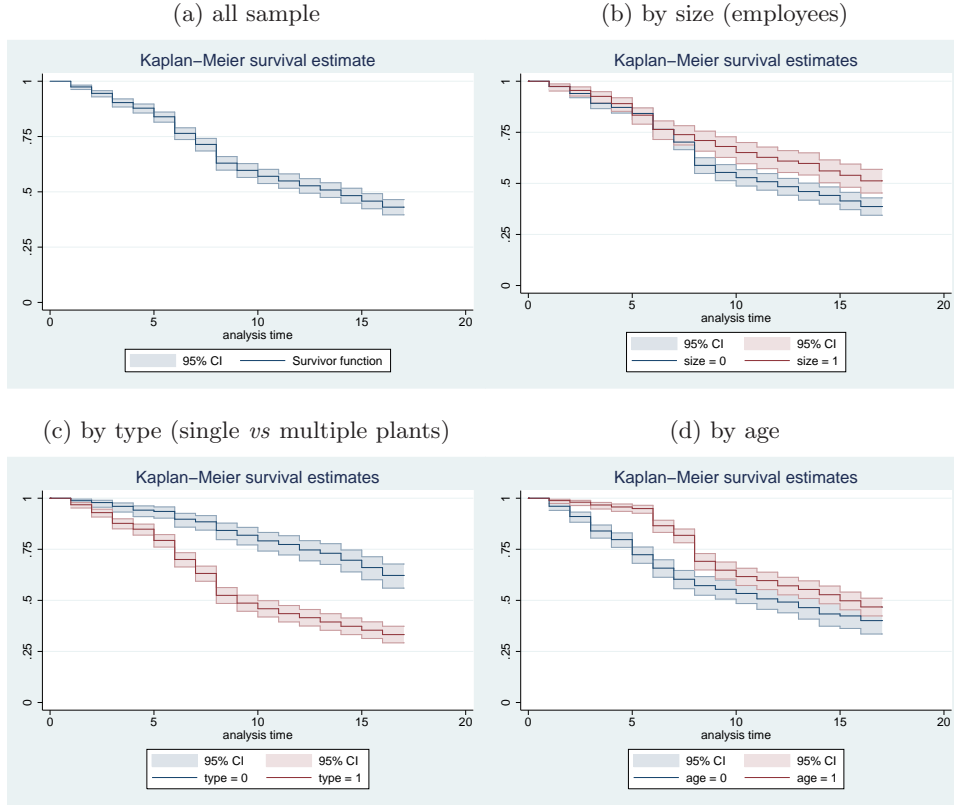 (a) all sample
Kaplan−Meier survival estimate
1
.75
.5
.25
0
0 5 10 15 20
analysis time
95% CI Survivor function
(b) by size (employees)
Kaplan−Meier survival estimates
1
.75
.5
.25
0
0 5 10 15 20
analysis time
95% CI 95% CI
size = 0 size = 1
(c) by type (single vs multiple plants)
Kaplan−Meier survival estimates
1
.75
.5
.25
0
0 5 10 15 20
analysis time
95% CI 95% CI
type = 0 type = 1
(d) by age
Kaplan−Meier survival estimates
1
.75
.5
.25
0
0 5 10 15 20
analysis time
95% CI 95% CI
age = 0 age = 1